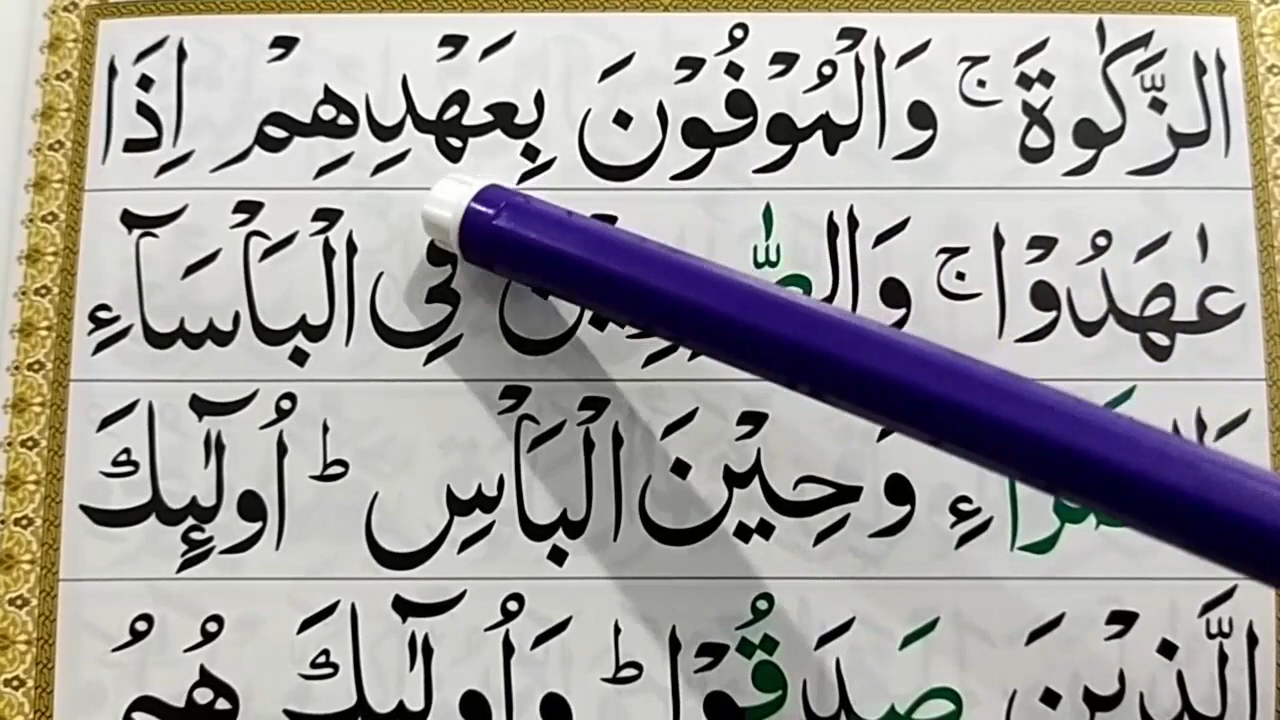 الزَّكٰوةَ ۚ وَالْمُوْفُوْنَ بِعَهْدِهِمْ اِذَا
عٰهَدُوْا ۚ وَ فِی الْبَاْسَآءِ
وَحِیْنَ الْبَاْسِ ؕ اُولٰٓئِكَ
الَّذِیْنَ صَدَقُوْا ؕ وَاُولٰٓئِكَ هُمُ